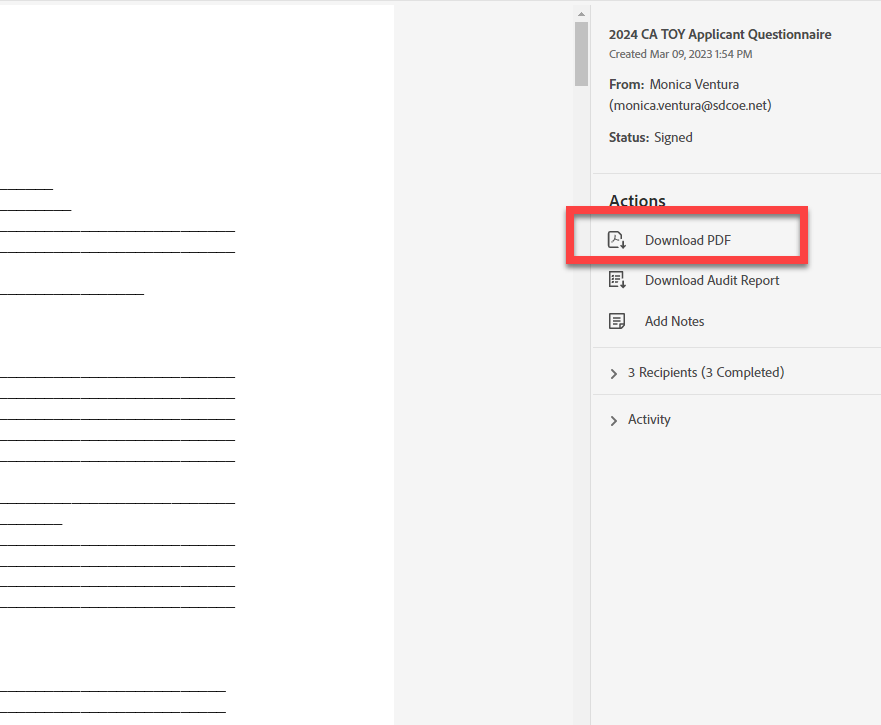 2024 CA TOY Applicant Questionnaire
Created Mar 09, 2023 1:54 PM
From: Monica Ventura
(monica.ventura@sdcoe.net)
Status: Signed
Actions
Download PDF
Download Audit Report
Add Notes
3 Recipients (3 Completed)
Activity